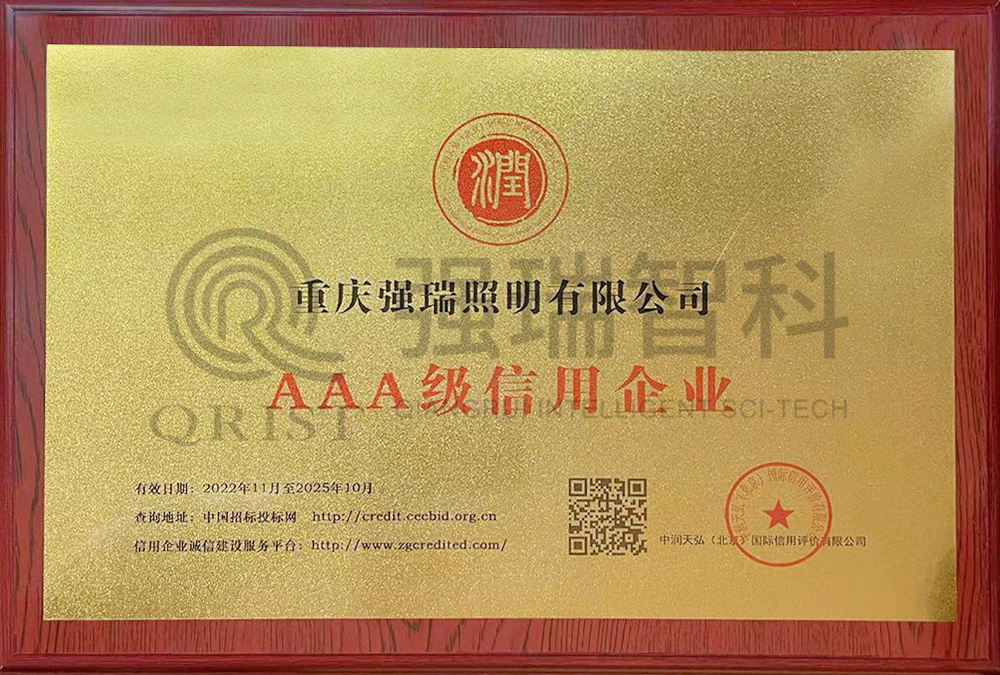 潤
重庆强瑞照明有限公司
强瑞智科
AAA级信用企业
QRIST
INTELLIGENT SCI-TECH
有效日期：2022年11月至2025年10月
查询地址：中国招标投标网 http://credit.cecbid.org.cn
信用企业诚信建设服务平台：http://www.zgcredited.com/
中润天弘（北京）国际信用评价有限公司